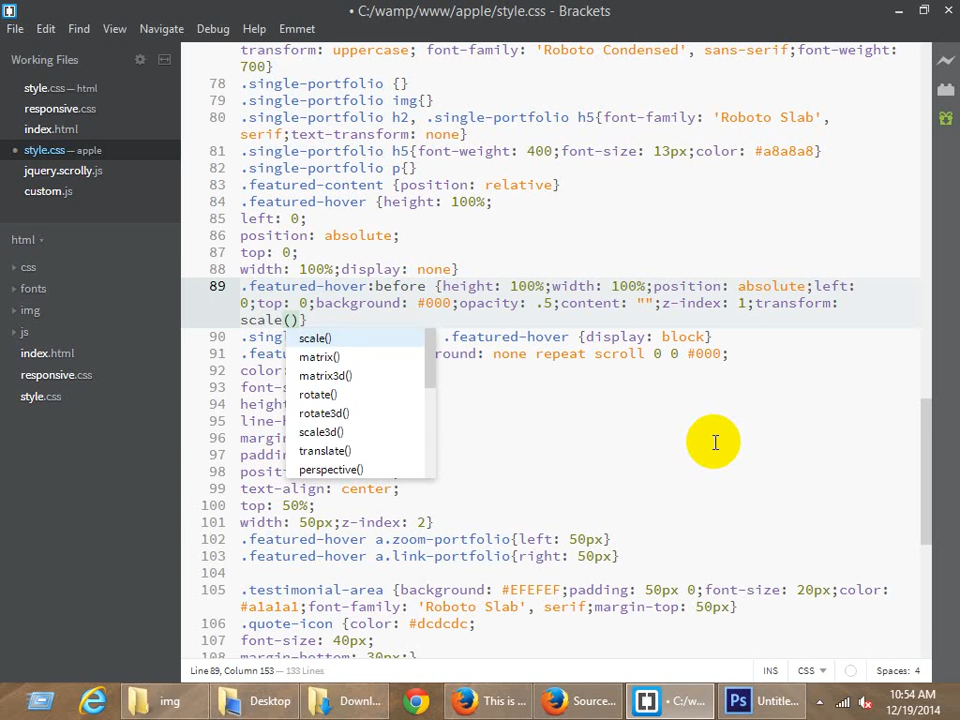 • C:/wamp/www/apple/style.css - Brackets
File Edit Find View Navigate Debug Help Emmet
Working Files
style.css — html
responsive.css
index.html
• style.css — apple
jquery.scrolly.js
custom.js
html
css
fonts
img
js
index.html
responsive.css
style.css
transform: uppercase; font-family: 'Roboto Condensed', sans-serif;font-weight:
700}
78 .single-portfolio {}
79 .single-portfolio img{}
80 .single-portfolio h2, .single-portfolio h5{font-family: 'Roboto Slab',
serif;text-transform: none}
81 .single-portfolio h5{font-weight: 400;font-size: 13px;color: #a8a8a8}
82 .single-portfolio p{}
83 .featured-content {position: relative}
84 .featured-hover {height: 100%;
85 left: 0;
86 position: absolute;
87 top: 0;
88 width: 100%;display: none}
89 .featured-hover:before {height: 100%;width: 100%;position: absolute;left:
0;top: 0;background: #000;opacity: .5;content: "";z-index: 1;transform:
scale()}
90 .sing .featured-hover {display: block}
91 .featu round: none repeat scroll 0 0 #000;
92 color:
93 font-s
94 height
95 line-h
96 margin
97 paddin
98 positi
99 text-align: center;
100 top: 50%;
101 width: 50px;z-index: 2}
102 .featured-hover a.zoom-portfolio{left: 50px}
103 .featured-hover a.link-portfolio{right: 50px}
104
105 .testimonial-area {background: #EFEFEF;padding: 50px 0;font-size: 20px;color:
#a1a1a1;font-family: 'Roboto Slab', serif;margin-top: 50px}
106 .quote-icon {color: #dcdcdc;
107 font-size: 40px;
108 margin-bottom: 30px;}
scale()
matrix()
matrix3d()
rotate()
rotate3d()
scale3d()
translate()
perspective()
Line 89, Column 153 — 133 Lines
INS CSS Spaces: 4
img Desktop Downl... This is ... Source... C:/w... Ps Untitle...
10:54 AM
12/19/2014